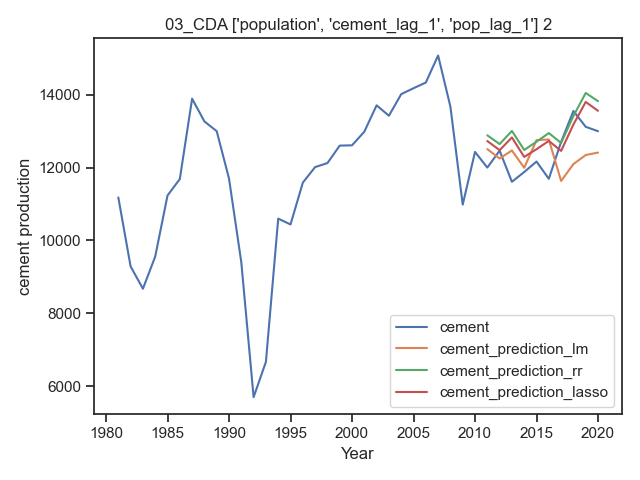 03_CDA ['population', 'cement_lag_1', 'pop_lag_1'] 2
14000
12000
10000
8000
6000
cement production
cement
cement_prediction_lm
cement_prediction_rr
cement_prediction_lasso
1980 1985 1990 1995 2000 2005 2010 2015 2020
Year